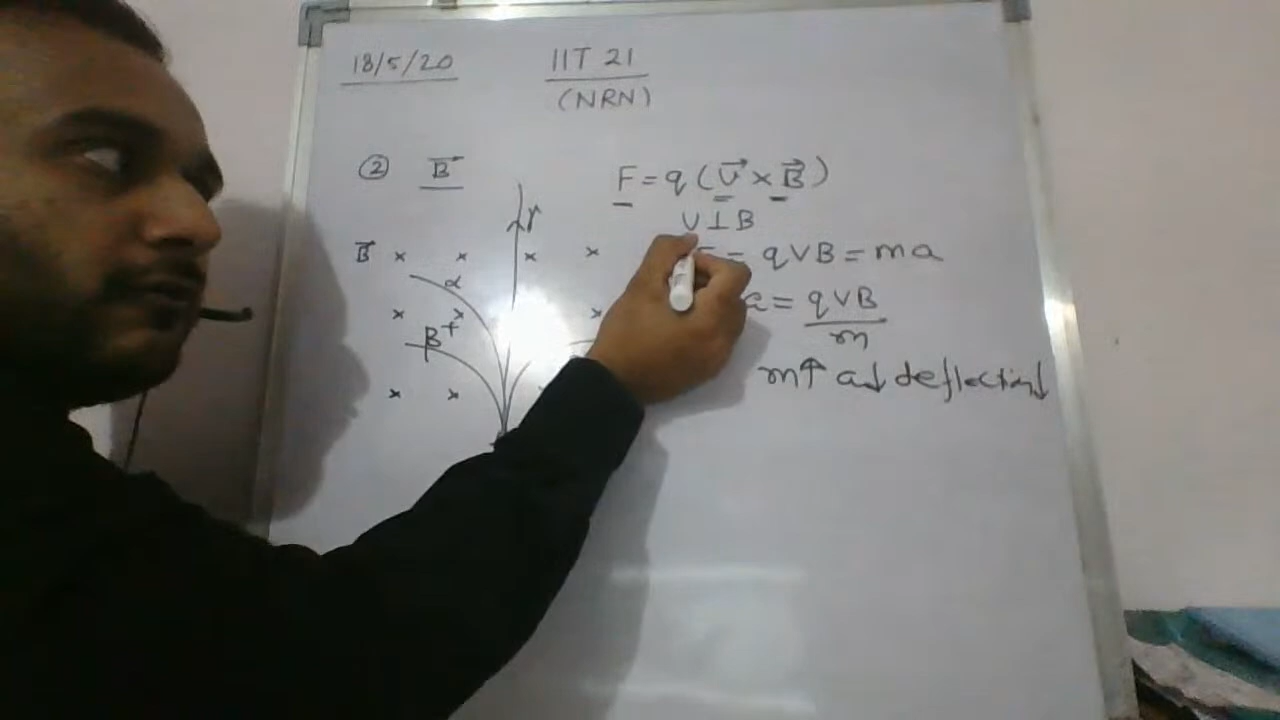 18/5/20 IIT 21
(NRN)
② B⃗ F = q (v⃗ × B⃗)
V ⊥ B
γ
B⃗ × × × ×
= qVB = ma
α
× × ×
a = qVB / m
β⁺
m↑ a↓ deflection↓
× ×